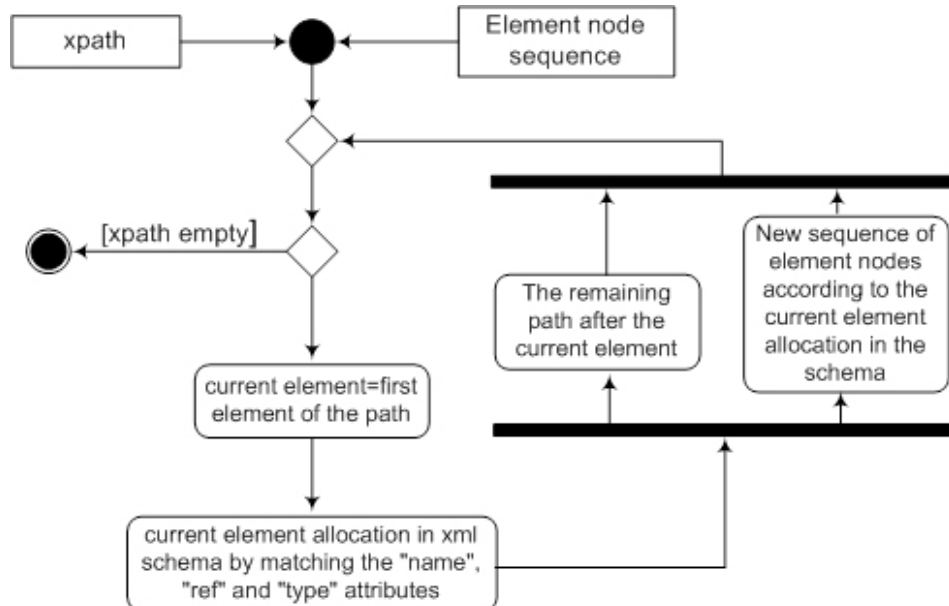 xpath
Element node
sequence
[xpath empty]
New sequence of
element nodes
according to the
current element
allocation in the
schema
The remaining
path after the
current element
current element=first
element of the path
current element allocation in xml
schema by matching the "name",
"ref" and "type" attributes